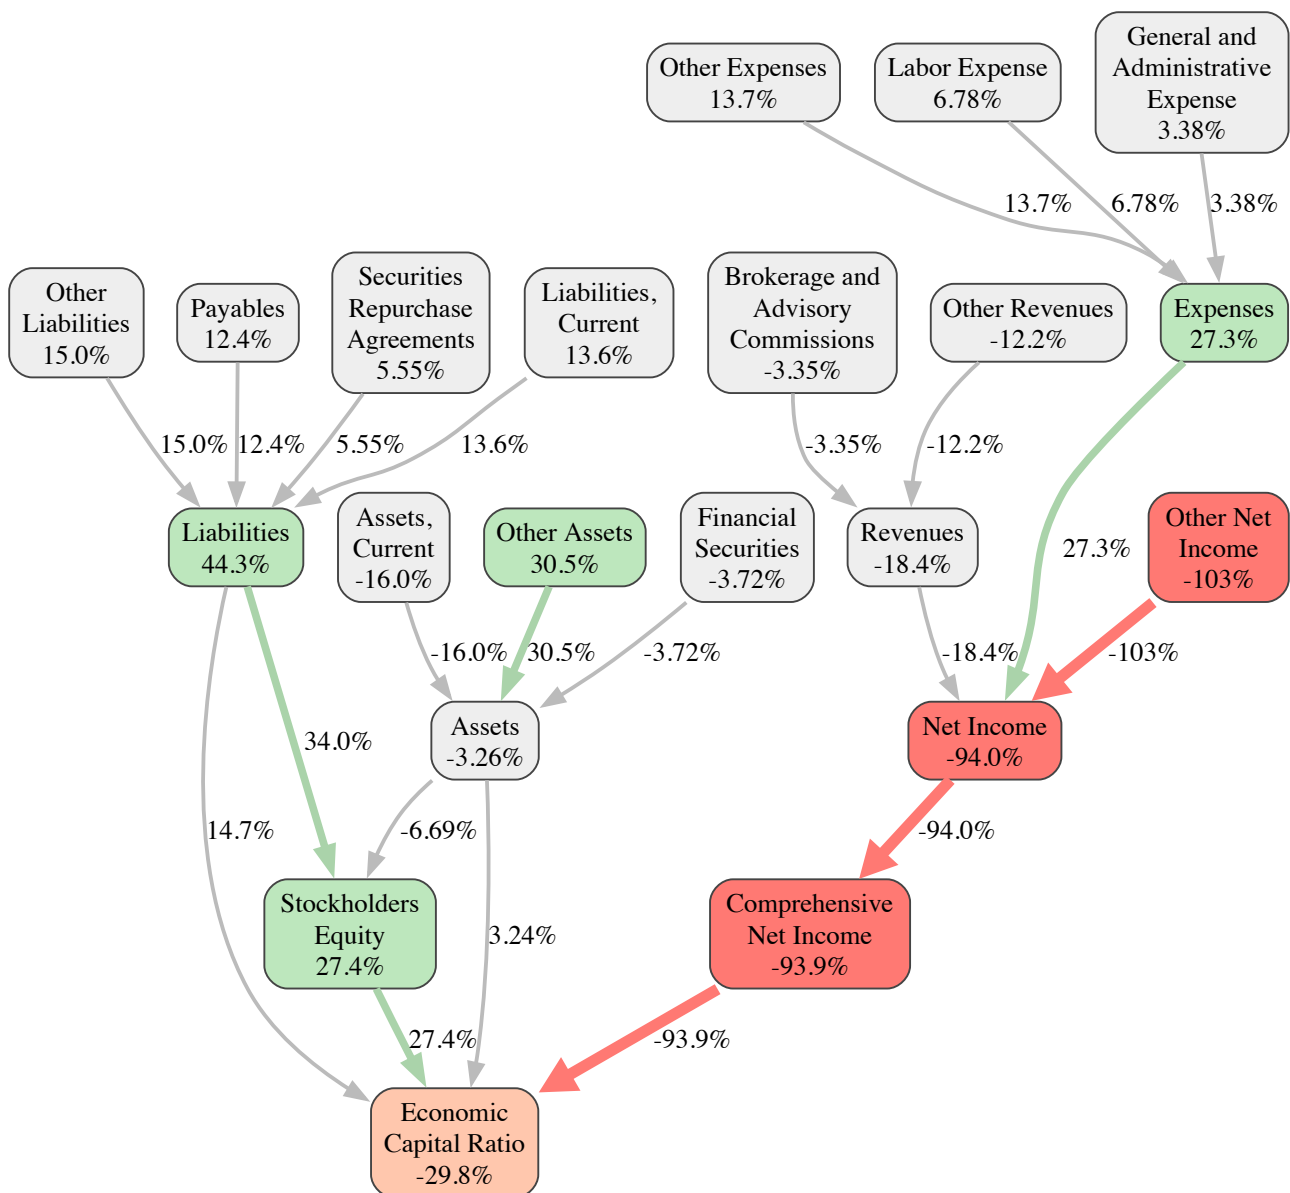 General and
Administrative
Expense
3.38%
Other Expenses
13.7%
Labor Expense
6.78%
13.7%
6.78%
3.38%
Other
Liabilities
15.0%
Payables
12.4%
Securities
Repurchase
Agreements
5.55%
Liabilities,
Current
13.6%
Brokerage and
Advisory
Commissions
-3.35%
Other Revenues
-12.2%
Expenses
27.3%
15.0%
12.4%
5.55%
13.6%
-3.35%
-12.2%
27.3%
Liabilities
44.3%
Assets,
Current
-16.0%
Other Assets
30.5%
Financial
Securities
-3.72%
Revenues
-18.4%
Other Net
Income
-103%
-16.0%
30.5%
-3.72%
-18.4%
-103%
34.0%
Assets
-3.26%
Net Income
-94.0%
14.7%
-6.69%
-94.0%
Stockholders
Equity
27.4%
3.24%
Comprehensive
Net Income
-93.9%
27.4%
-93.9%
Economic
Capital Ratio
-29.8%